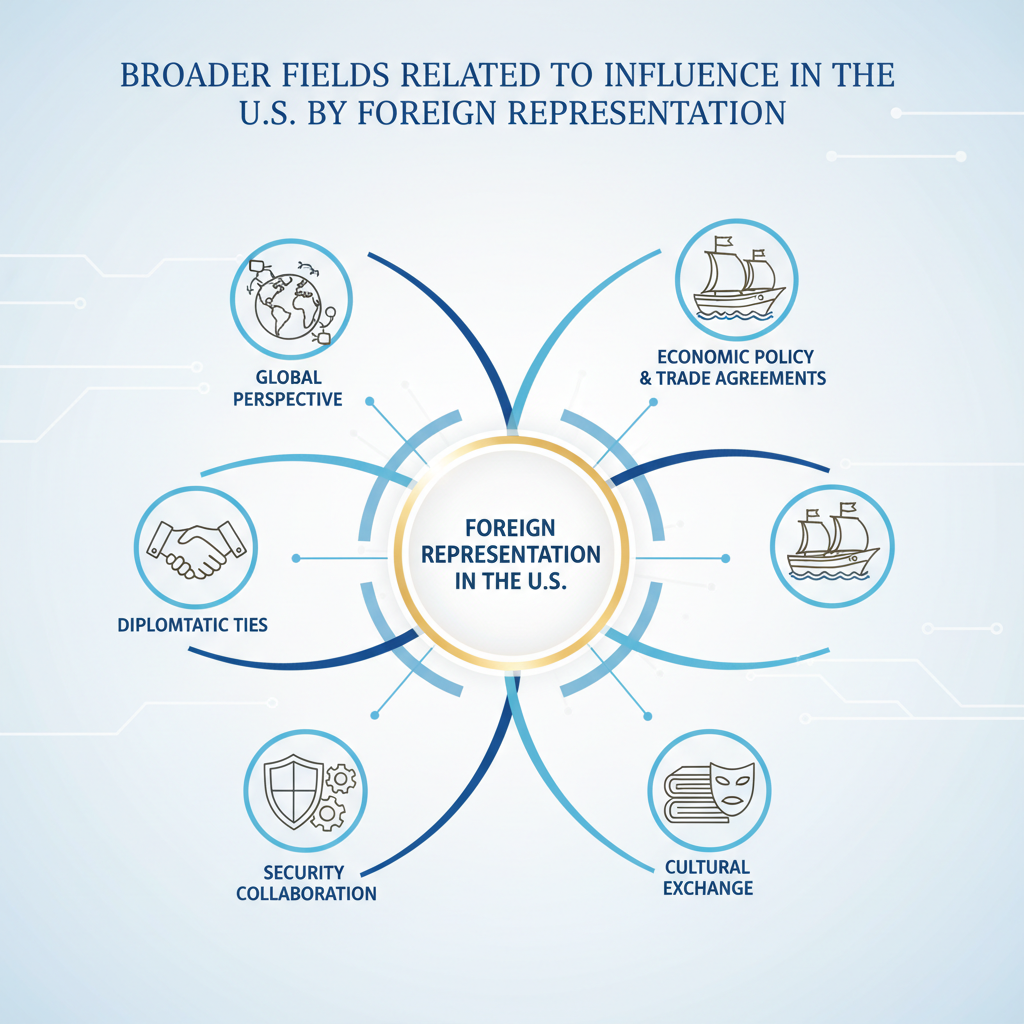 BROADER FIELDS RELATED TO INFLUENCE IN THE
U.S. BY FOREIGN REPRESENTATION
GLOBAL
PERSPECTIVE
ECONOMIC POLICY
& TRADE AGREEMENTS
FOREIGN
REPRESENTATION
IN THE U.S.
DIPLOMTATIC TIES
SECURITY
COLLABORATION
CULTURAL
EXCHANGE